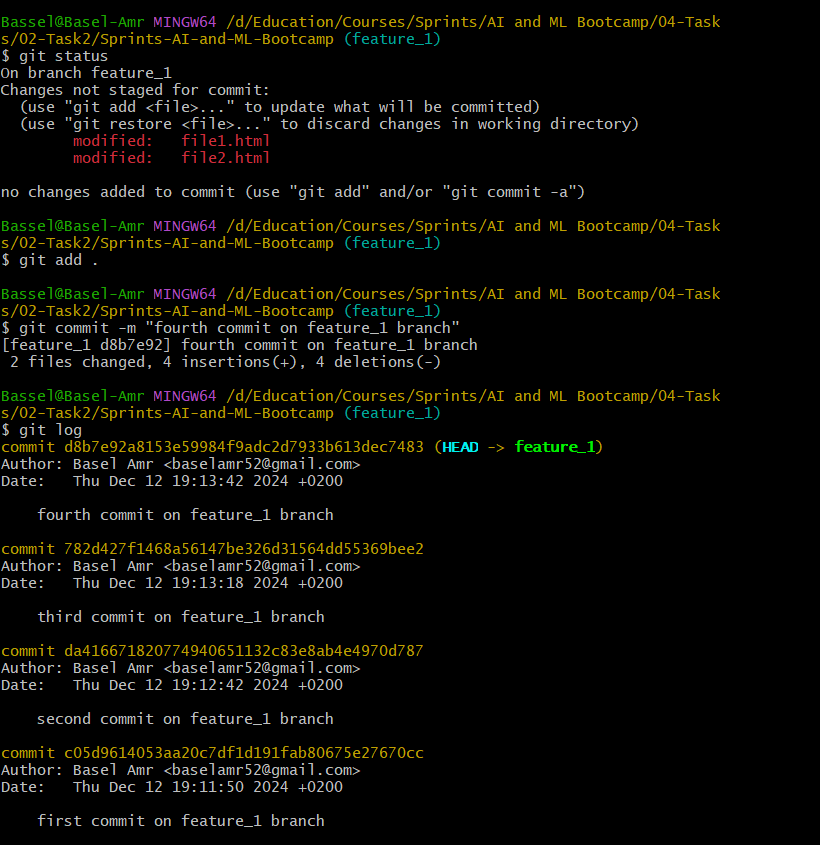 Bassel@Basel-Amr MINGW64 /d/Education/Courses/Sprints/AI and ML Bootcamp/04-Task
s/02-Task2/Sprints-AI-and-ML-Bootcamp (feature_1)
$ git status
On branch feature_1
Changes not staged for commit:
  (use "git add <file>..." to update what will be committed)
  (use "git restore <file>..." to discard changes in working directory)
        modified:   file1.html
        modified:   file2.html

no changes added to commit (use "git add" and/or "git commit -a")

Bassel@Basel-Amr MINGW64 /d/Education/Courses/Sprints/AI and ML Bootcamp/04-Task
s/02-Task2/Sprints-AI-and-ML-Bootcamp (feature_1)
$ git add .

Bassel@Basel-Amr MINGW64 /d/Education/Courses/Sprints/AI and ML Bootcamp/04-Task
s/02-Task2/Sprints-AI-and-ML-Bootcamp (feature_1)
$ git commit -m "fourth commit on feature_1 branch"
[feature_1 d8b7e92] fourth commit on feature_1 branch
 2 files changed, 4 insertions(+), 4 deletions(-)

Bassel@Basel-Amr MINGW64 /d/Education/Courses/Sprints/AI and ML Bootcamp/04-Task
s/02-Task2/Sprints-AI-and-ML-Bootcamp (feature_1)
$ git log
commit d8b7e92a8153e59984f9adc2d7933b613dec7483 (HEAD -> feature_1)
Author: Basel Amr <baselamr52@gmail.com>
Date:   Thu Dec 12 19:13:42 2024 +0200

    fourth commit on feature_1 branch

commit 782d427f1468a56147be326d31564dd55369bee2
Author: Basel Amr <baselamr52@gmail.com>
Date:   Thu Dec 12 19:13:18 2024 +0200

    third commit on feature_1 branch

commit da416671820774940651132c83e8ab4e4970d787
Author: Basel Amr <baselamr52@gmail.com>
Date:   Thu Dec 12 19:12:42 2024 +0200

    second commit on feature_1 branch

commit c05d9614053aa20c7df1d191fab80675e27670cc
Author: Basel Amr <baselamr52@gmail.com>
Date:   Thu Dec 12 19:11:50 2024 +0200

    first commit on feature_1 branch